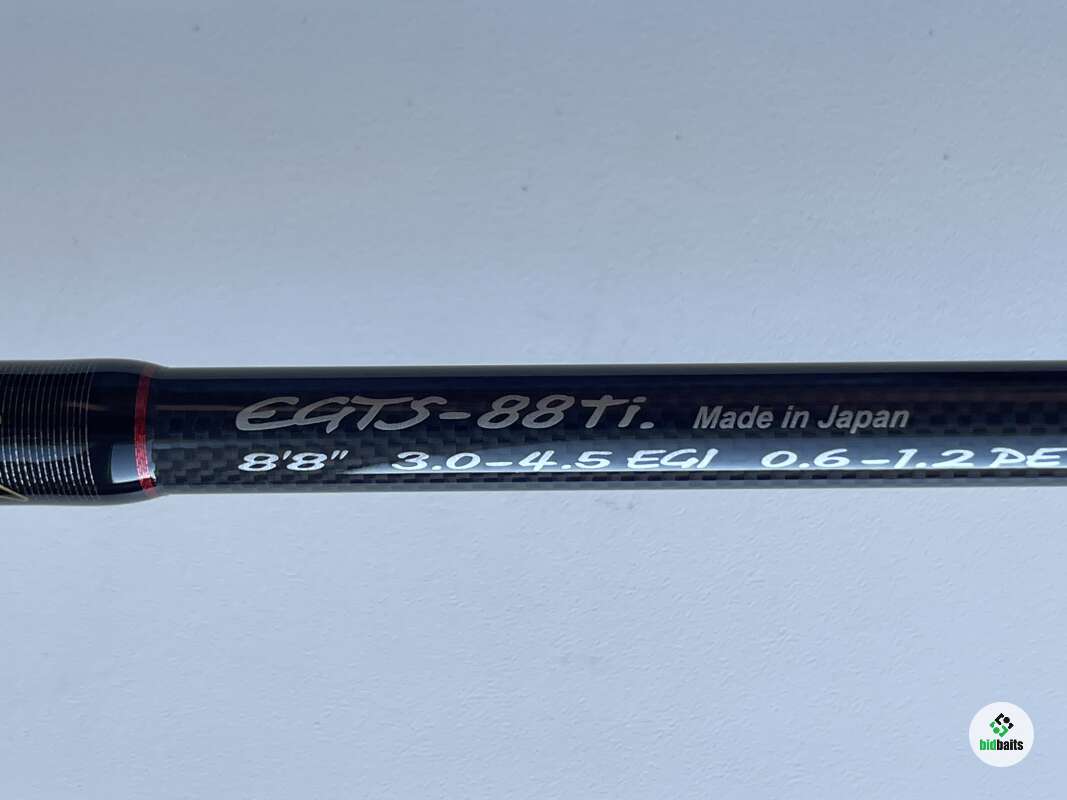 EGTS-88Ti. Made in Japan
8'8" 3.0-4.5 EGI 0.6-1.2 PE
bidbaits